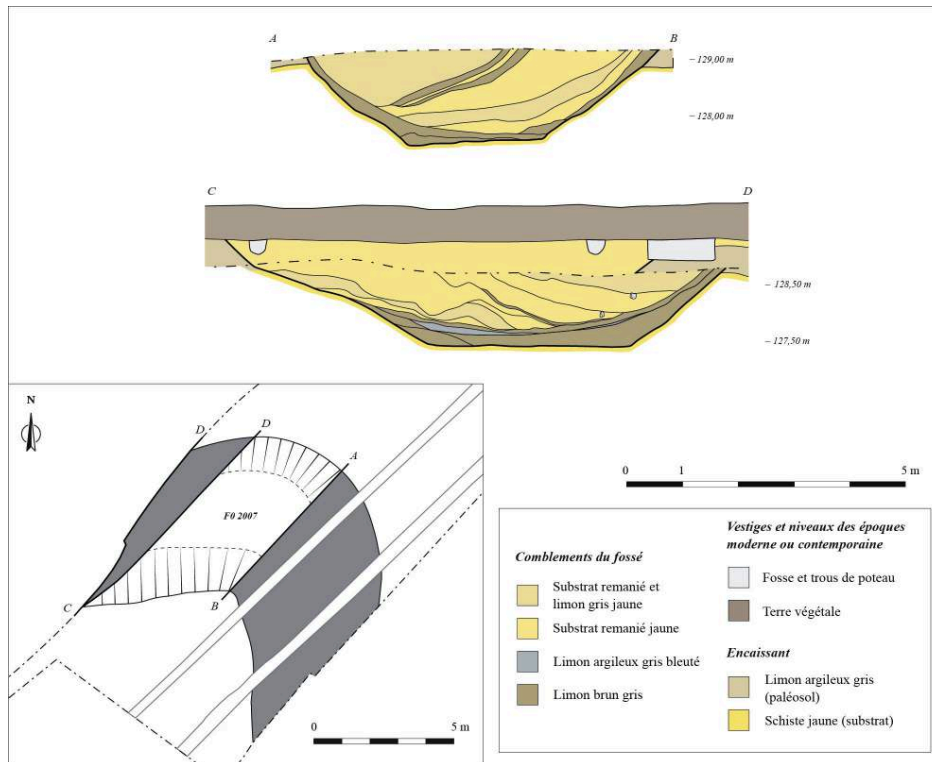 A
B
– 129,00 m
– 128,00 m
C
D
– 128,50 m
– 127,50 m
N
D
D
A
F0 2007
C
B
0
5 m
0
1
5 m
Comblements du fossé
Substrat remanié et
limon gris jaune
Substrat remanié jaune
Limon argileux gris bleuté
Limon brun gris
Vestiges et niveaux des époques
moderne ou contemporaine
Fosse et trous de poteau
Terre végétale
Encaissant
Limon argileux gris
(paléosol)
Schiste jaune (substrat)